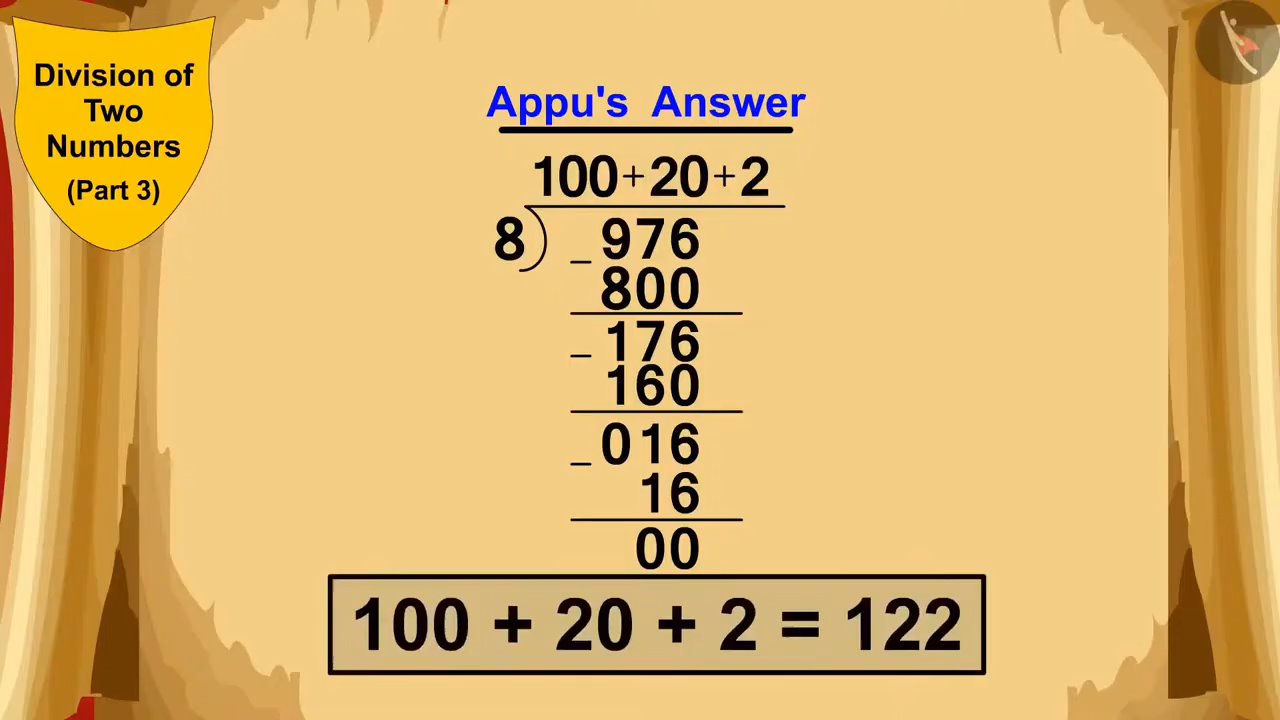 Division of
Two
Numbers
(Part 3)
Appu's Answer
100+20+2
8) _ 976
800
_ 176
160
_ 016
16
00
100 + 20 + 2 = 122